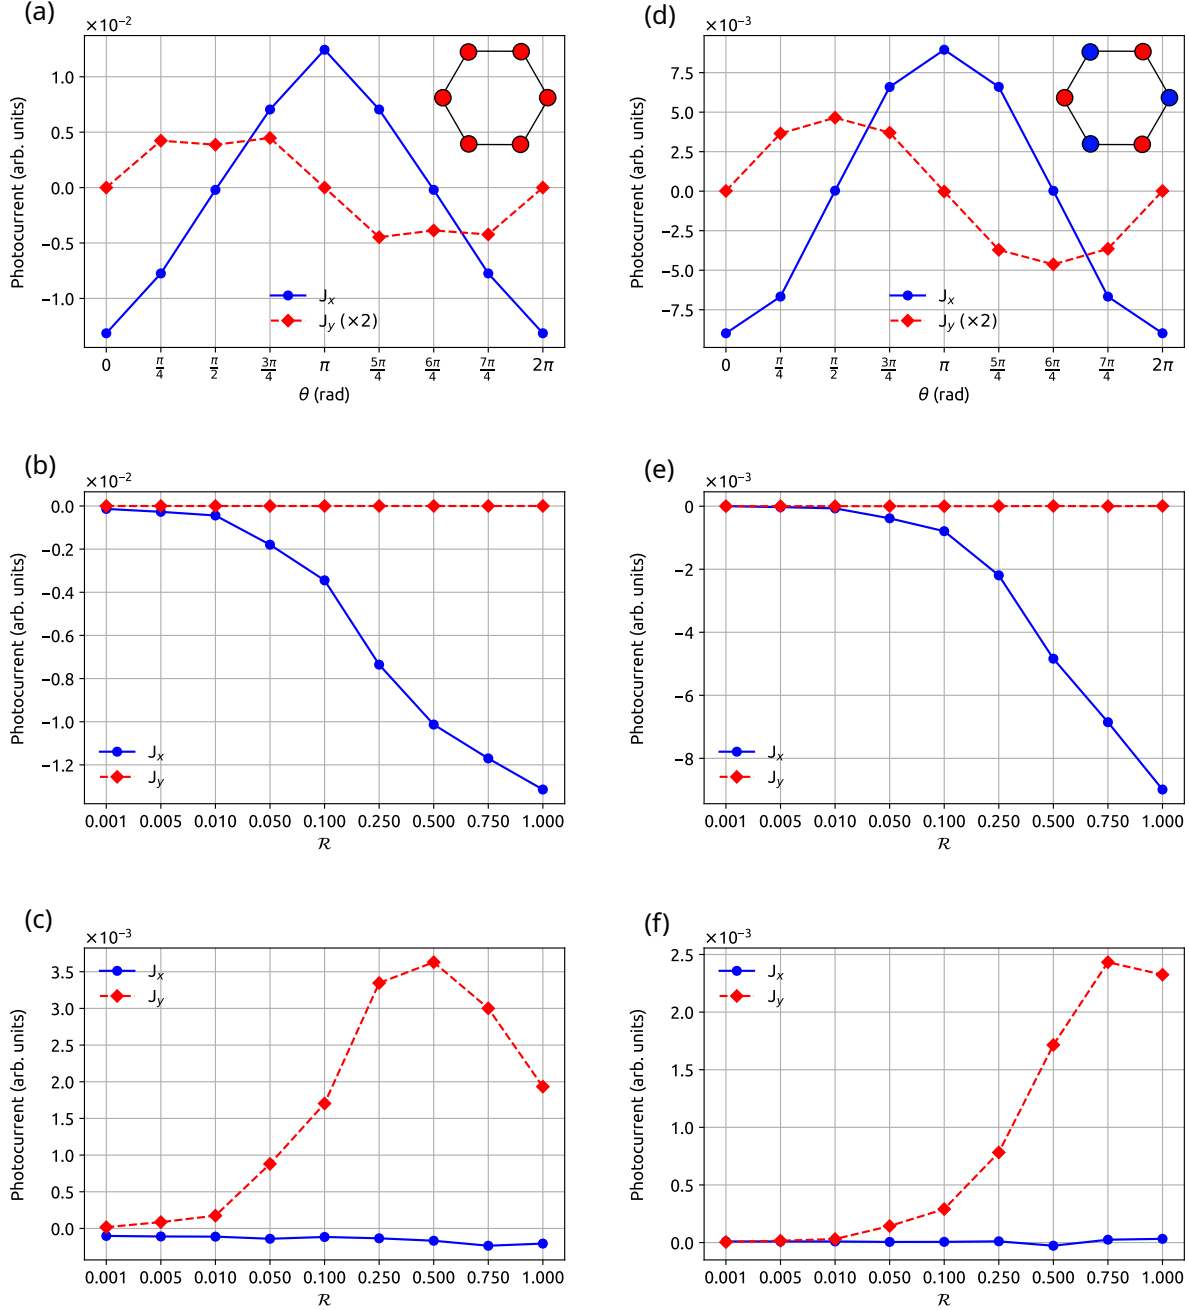 (a)
×10⁻²
Photocurrent (arb. units)
1.0
0.5
0.0
−0.5
−1.0
J_x
J_y (×2)
0 π/4 π/2 3π/4 π 5π/4 6π/4 7π/4 2π
θ (rad)
(d)
×10⁻³
Photocurrent (arb. units)
7.5
5.0
2.5
0.0
−2.5
−5.0
−7.5
J_x
J_y (×2)
0 π/4 π/2 3π/4 π 5π/4 6π/4 7π/4 2π
θ (rad)
(b)
×10⁻²
Photocurrent (arb. units)
0.0
−0.2
−0.4
−0.6
−0.8
−1.0
−1.2
J_x
J_y
0.001 0.005 0.010 0.050 0.100 0.250 0.500 0.750 1.000
ℛ
(e)
×10⁻³
Photocurrent (arb. units)
0
−2
−4
−6
−8
J_x
J_y
0.001 0.005 0.010 0.050 0.100 0.250 0.500 0.750 1.000
ℛ
(c)
×10⁻³
Photocurrent (arb. units)
3.5
3.0
2.5
2.0
1.5
1.0
0.5
0.0
J_x
J_y
0.001 0.005 0.010 0.050 0.100 0.250 0.500 0.750 1.000
ℛ
(f)
×10⁻³
Photocurrent (arb. units)
2.5
2.0
1.5
1.0
0.5
0.0
J_x
J_y
0.001 0.005 0.010 0.050 0.100 0.250 0.500 0.750 1.000
ℛ